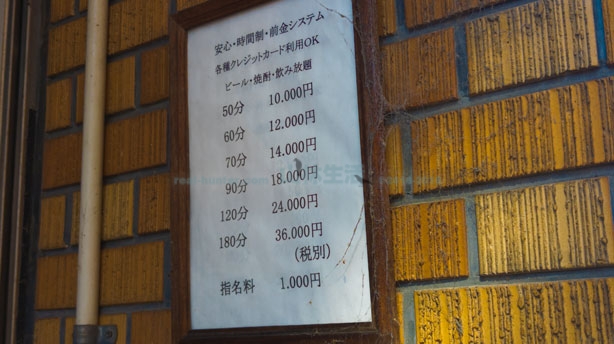 安心・時間制・前金システム
各種クレジットカード利用OK
ビール・焼酎・飲み放題
50分 10.000円
60分 12.000円
70分 14.000円
90分 18.000円
120分 24.000円
180分 36.000円
(税別)
指名料 1.000円